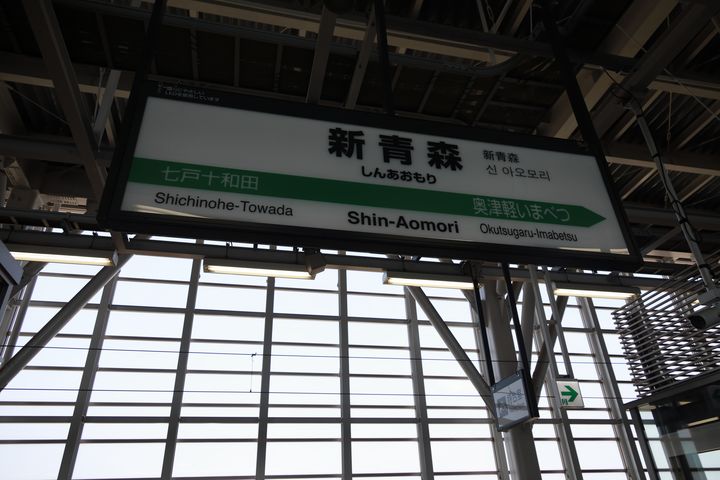 新青森
しんあおもり
新青森
신아오모리
七戸十和田
奥津軽いまべつ
Shichinohe-Towada
Shin-Aomori
Okutsugaru-Imabetsu